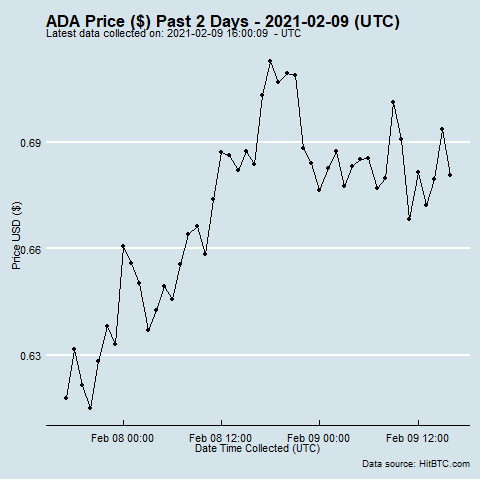 ADA Price ($) Past 2 Days - 2021-02-09 (UTC)
Latest data collected on: 2021-02-09 16:00:09 - UTC
0.69
0.66
0.63
Price USD ($)
Feb 08 00:00 Feb 08 12:00 Feb 09 00:00 Feb 09 12:00
Date Time Collected (UTC)
Data source: HitBTC.com